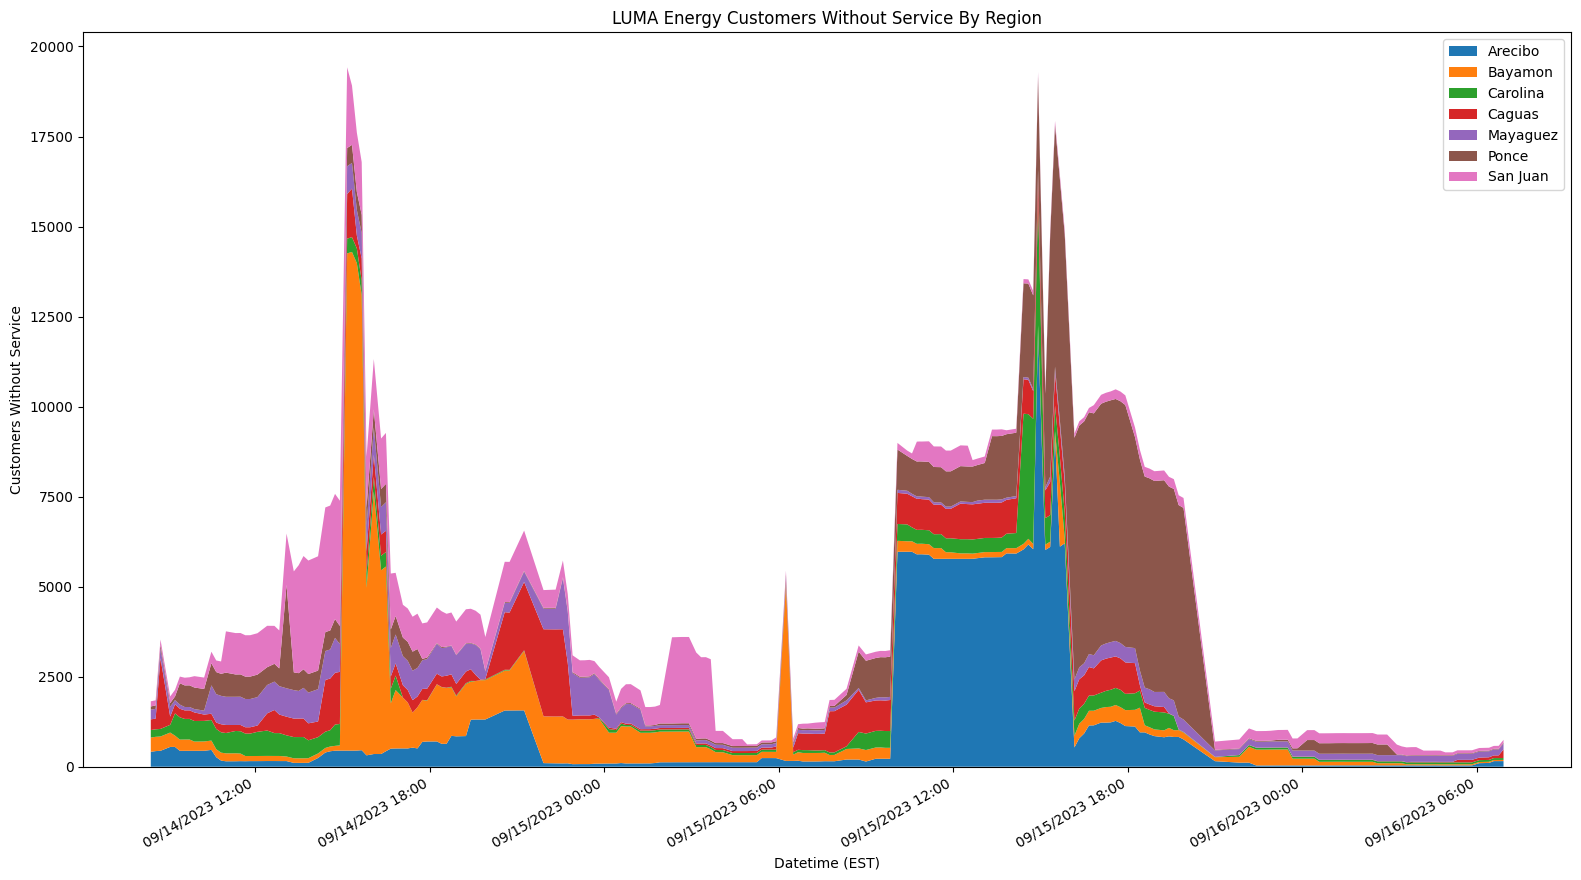 LUMA Energy Customers Without Service By Region
20000
17500
15000
12500
10000
7500
5000
2500
0
Customers Without Service
Arecibo
Bayamon
Carolina
Caguas
Mayaguez
Ponce
San Juan
09/14/2023 12:00
09/14/2023 18:00
09/15/2023 00:00
09/15/2023 06:00
09/15/2023 12:00
09/15/2023 18:00
09/16/2023 00:00
09/16/2023 06:00
Datetime (EST)